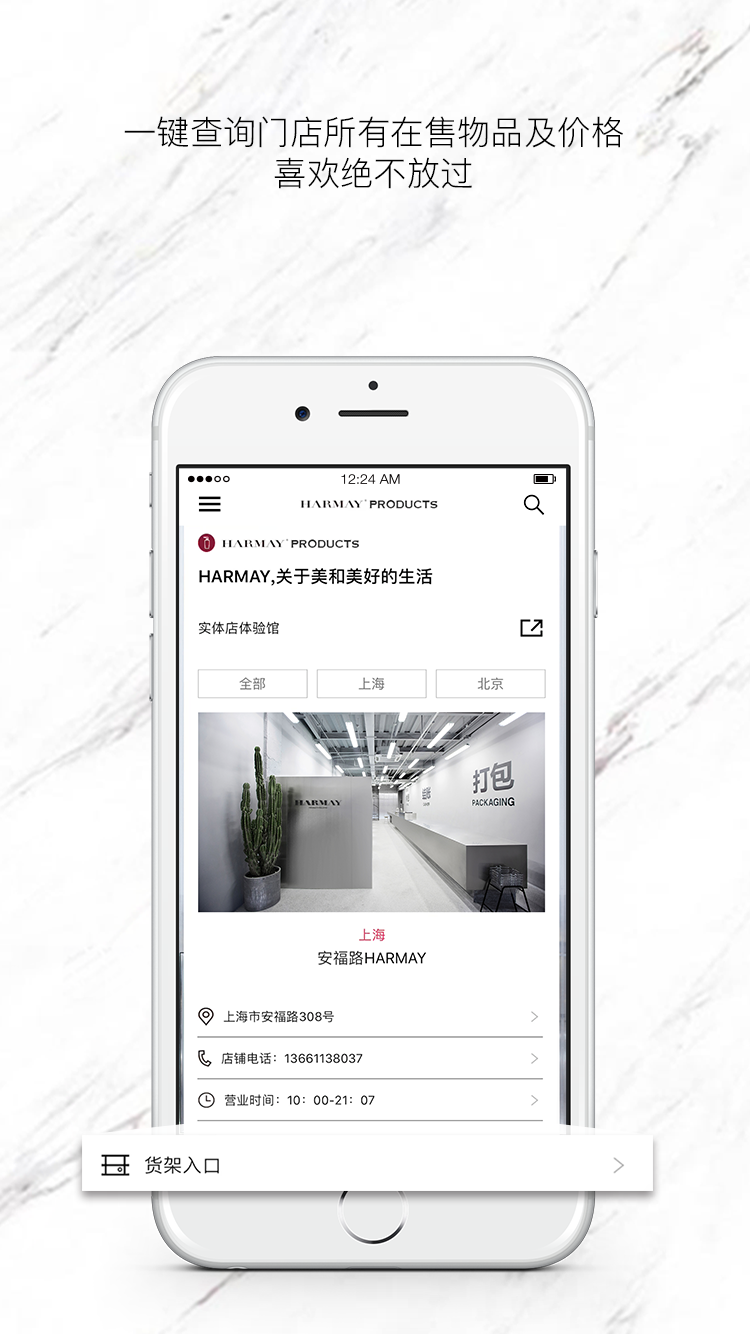 一键查询门店所有在售物品及价格
喜欢绝不放过
12:24 AM
HARMAY PRODUCTS
HARMAY PRODUCTS
HARMAY,关于美和美好的生活
实体店体验馆
全部
上海
北京
HARMAY
打包
PACKAGING
上海
安福路HARMAY
上海市安福路308号
店铺电话：13661138037
营业时间：10：00-21：07
货架入口